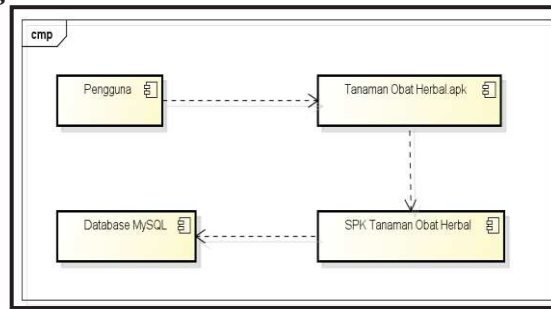 cmp
Pengguna
Tanaman Obat Herbal.apk
Database MySQL
SPK Tanaman Obat Herbal